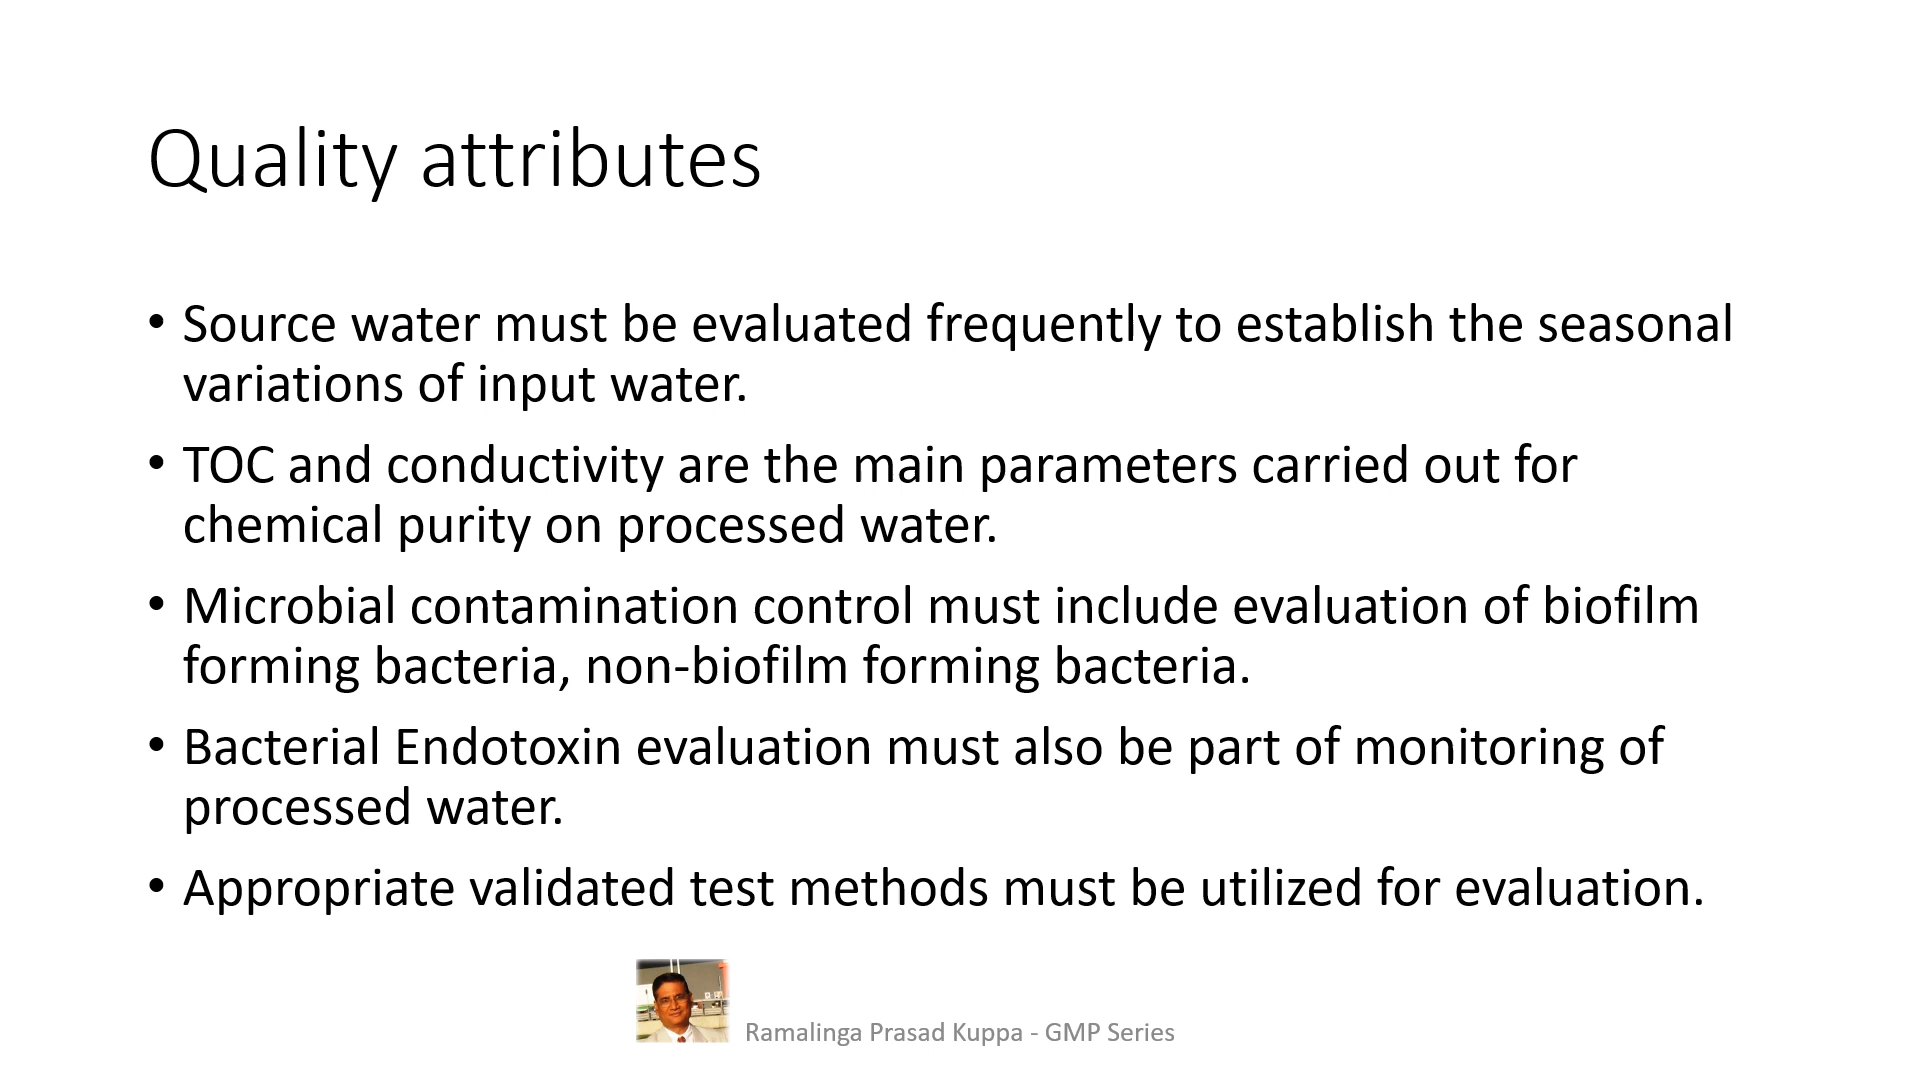 Quality attributes
• Source water must be evaluated frequently to establish the seasonal
variations of input water.
• TOC and conductivity are the main parameters carried out for
chemical purity on processed water.
• Microbial contamination control must include evaluation of biofilm
forming bacteria, non-biofilm forming bacteria.
• Bacterial Endotoxin evaluation must also be part of monitoring of
processed water.
• Appropriate validated test methods must be utilized for evaluation.
Ramalinga Prasad Kuppa - GMP Series